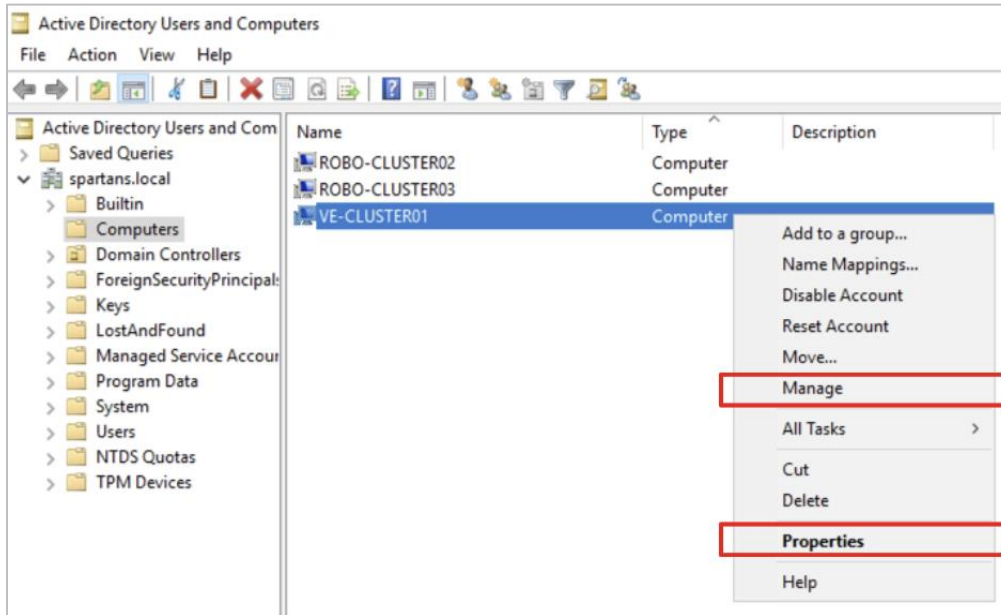 Active Directory Users and Computers
File Action View Help
Active Directory Users and Com
Saved Queries
spartans.local
Builtin
Computers
Domain Controllers
ForeignSecurityPrincipal:
Keys
LostAndFound
Managed Service Accour
Program Data
System
Users
NTDS Quotas
TPM Devices
Name Type Description
ROBO-CLUSTER02 Computer
ROBO-CLUSTER03 Computer
VE-CLUSTER01 Computer
Add to a group...
Name Mappings...
Disable Account
Reset Account
Move...
Manage
All Tasks
Cut
Delete
Properties
Help